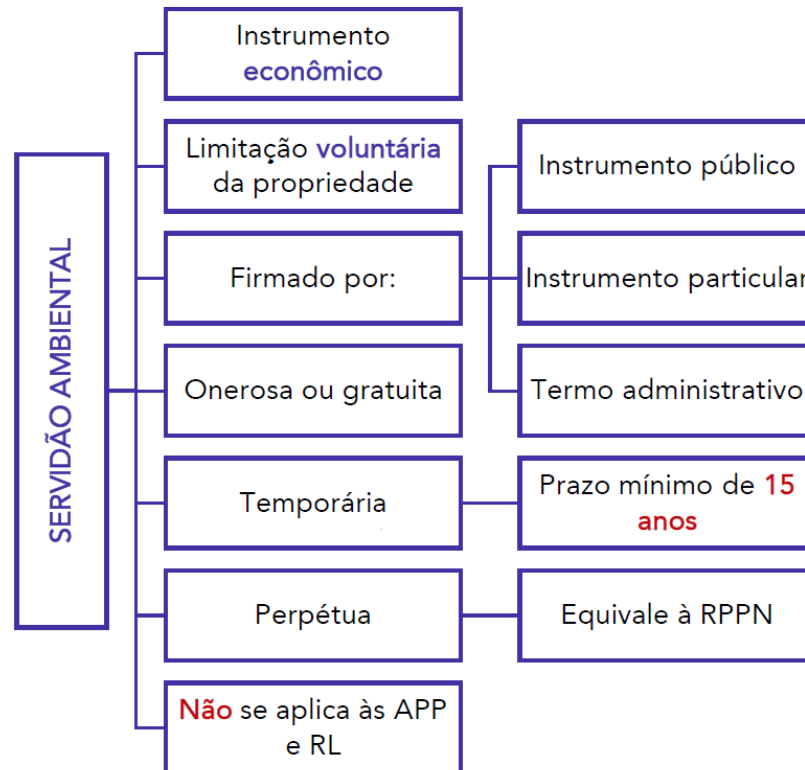 SERVIDÃO AMBIENTAL
Instrumento
econômico
Limitação voluntária
da propriedade
Firmado por:
Instrumento público
Instrumento particular
Termo administrativo
Onerosa ou gratuita
Temporária
Prazo mínimo de 15
anos
Perpétua
Equivale à RPPN
Não se aplica às APP
e RL